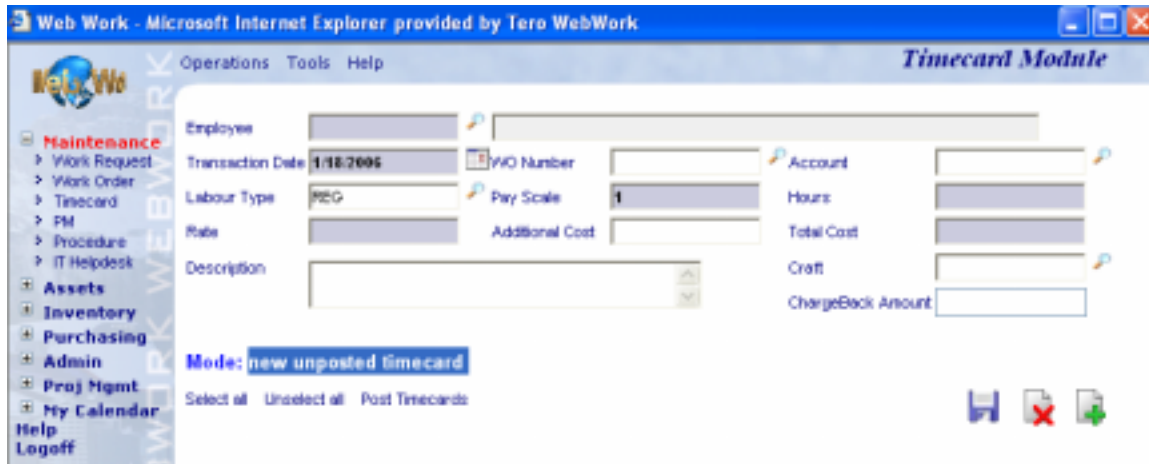 Web Work - Microsoft Internet Explorer provided by Tero WebWork
Operations Tools Help
Timecard Module
Maintenance
Work Request
Work Order
Timecard
PM
Procedure
IT Helpdesk
Assets
Inventory
Purchasing
Admin
Proj Mgmt
My Calendar
Help
Logoff
Employee
Transaction Date 1/18/2006 WO Number Account
Labour Type REG Pay Scale 1 Hours
Rate Additional Cost Total Cost
Description Craft
ChargeBack Amount
Mode: new unposted timecard
Select all Unselect all Post Timecards